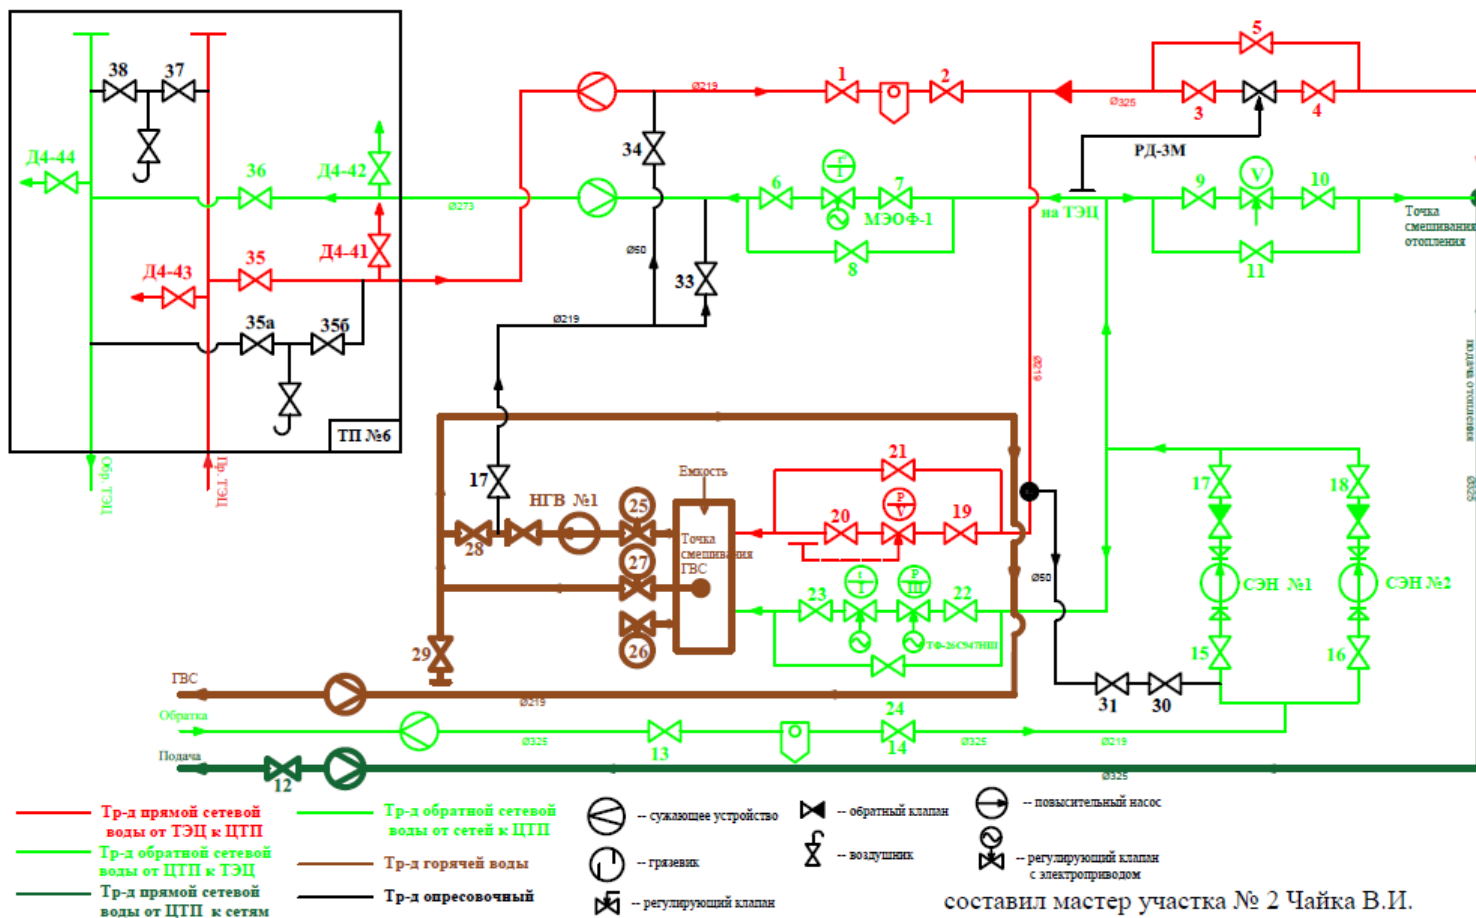 38
37
Д4-44
36
Д4-42
Ø273
Д4-43
35
Д4-41
35а
35б
ТП №6
Обр. ТЭЦ
Пр. ТЭЦ
Ø219
1
2
Ø325
5
3
4
РД-3М
34
t°
I
6
7
МЭОФ-1
8
на ТЭЦ
9
V
10
11
Точка
смешивания
отопления
Ø50
33
Ø219
Ø219
подача отопления
Ø325
17
НГВ №1
25
28
27
26
29
Емкость
Точка
смешивания
ГВС
21
P
V
20
19
t
I
P
III
23
22
ТФ-26С947НШ
24
Ø50
31
30
17
18
СЭН №1
СЭН №2
15
16
ГВС
Ø219
Обратка
Ø325
13
14
Ø325
Ø219
Подача
12
Ø325
Тр-д прямой сетевой
воды от ТЭЦ к ЦТП
Тр-д обратной сетевой
воды от ЦТП к ТЭЦ
Тр-д прямой сетевой
воды от ЦТП к сетям
Тр-д обратной сетевой
воды от сетей к ЦТП
Тр-д горячей воды
Тр-д опресовочный
-- сужающее устройство
-- грязевик
-- регулирующий клапан
-- обратный клапан
-- воздушник
-- повысительный насос
-- регулирующий клапан
с электроприводом
составил мастер участка № 2 Чайка В.И.